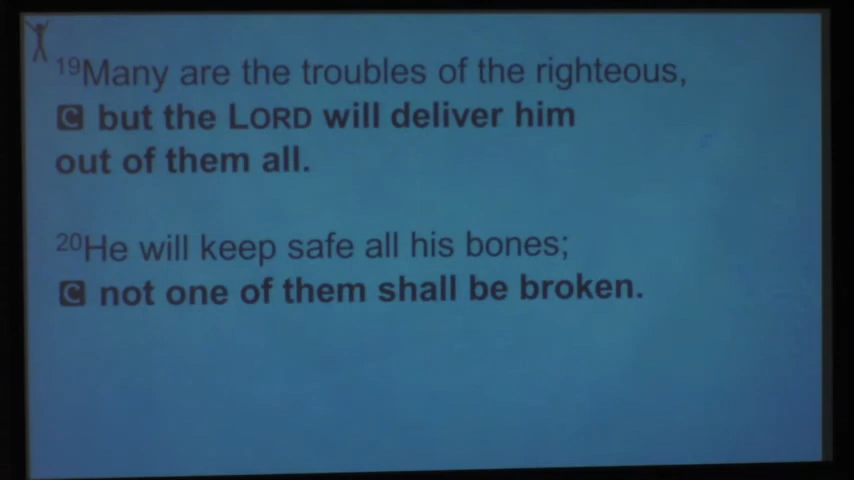 19Many are the troubles of the righteous,
C but the LORD will deliver him
out of them all.
20He will keep safe all his bones;
C not one of them shall be broken.